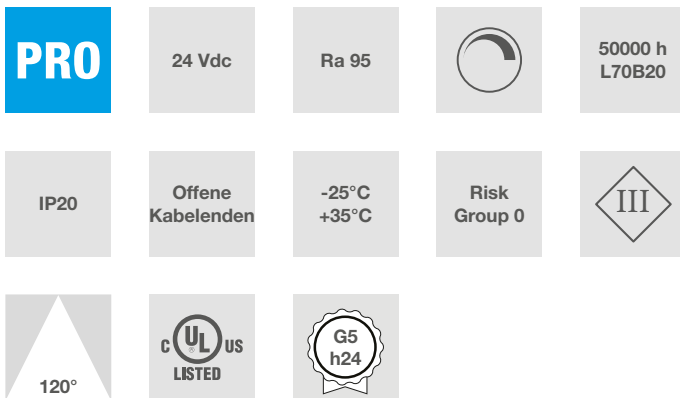 PRO
24 Vdc
Ra 95
50000 h
L70B20
IP20
Offene
Kabelenden
-25°C
+35°C
Risk
Group 0
III
120°
C UL US
®
LISTED
G5
h24